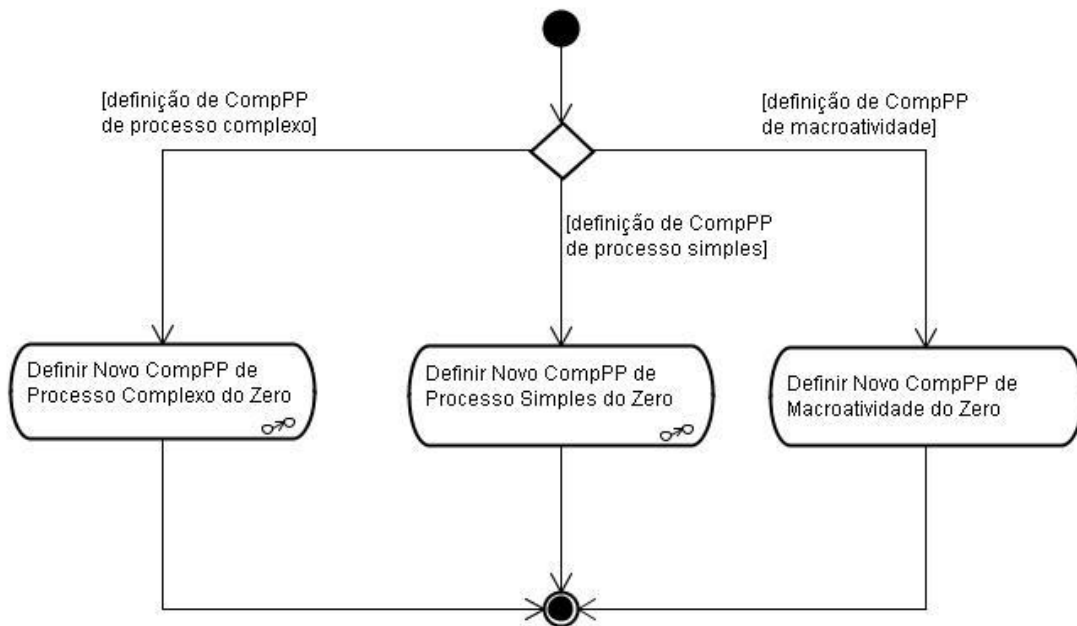 [definição de CompPP
de processo complexo]
[definição de CompPP
de macroatividade]
[definição de CompPP
de processo simples]
Definir Novo CompPP de
Processo Complexo do Zero
Definir Novo CompPP de
Processo Simples do Zero
Definir Novo CompPP de
Macroatividade do Zero